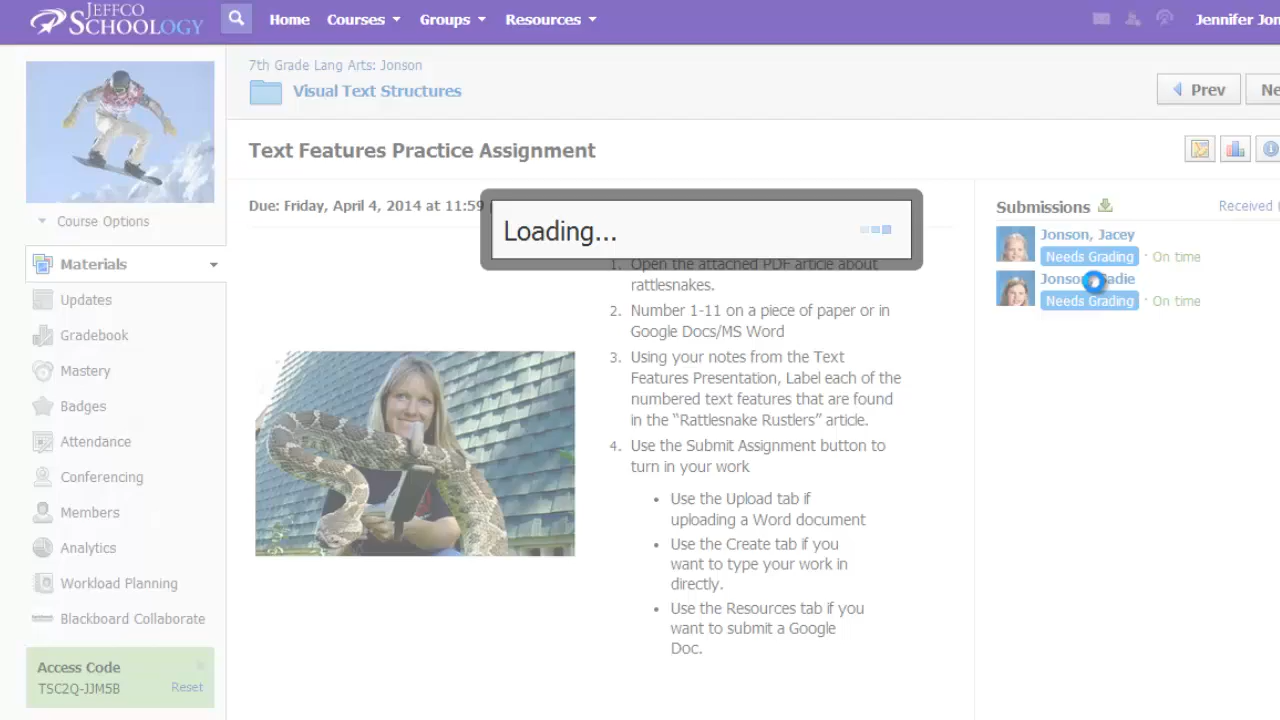 JEFFCO
SCHOOLOGY
Home
Courses
Groups
Resources
Jennifer Jon
7th Grade Lang Arts: Jonson
Visual Text Structures
Prev
Ne
Text Features Practice Assignment
Course Options
Materials
Updates
Gradebook
Mastery
Badges
Attendance
Conferencing
Members
Analytics
Workload Planning
Blackboard Collaborate
Access Code
TSC2Q-JJM5B
Reset
Due: Friday, April 4, 2014 at 11:59
Loading...
1. Open the attached PDF article about
rattlesnakes.
2. Number 1-11 on a piece of paper or in
Google Docs/MS Word
3. Using your notes from the Text
Features Presentation, Label each of the
numbered text features that are found
in the “Rattlesnake Rustlers” article.
4. Use the Submit Assignment button to
turn in your work
• Use the Upload tab if
uploading a Word document
• Use the Create tab if you
want to type your work in
directly.
• Use the Resources tab if you
want to submit a Google
Doc.
Submissions
Received (
Jonson, Jacey
Needs Grading · On time
Needs Grading · On time